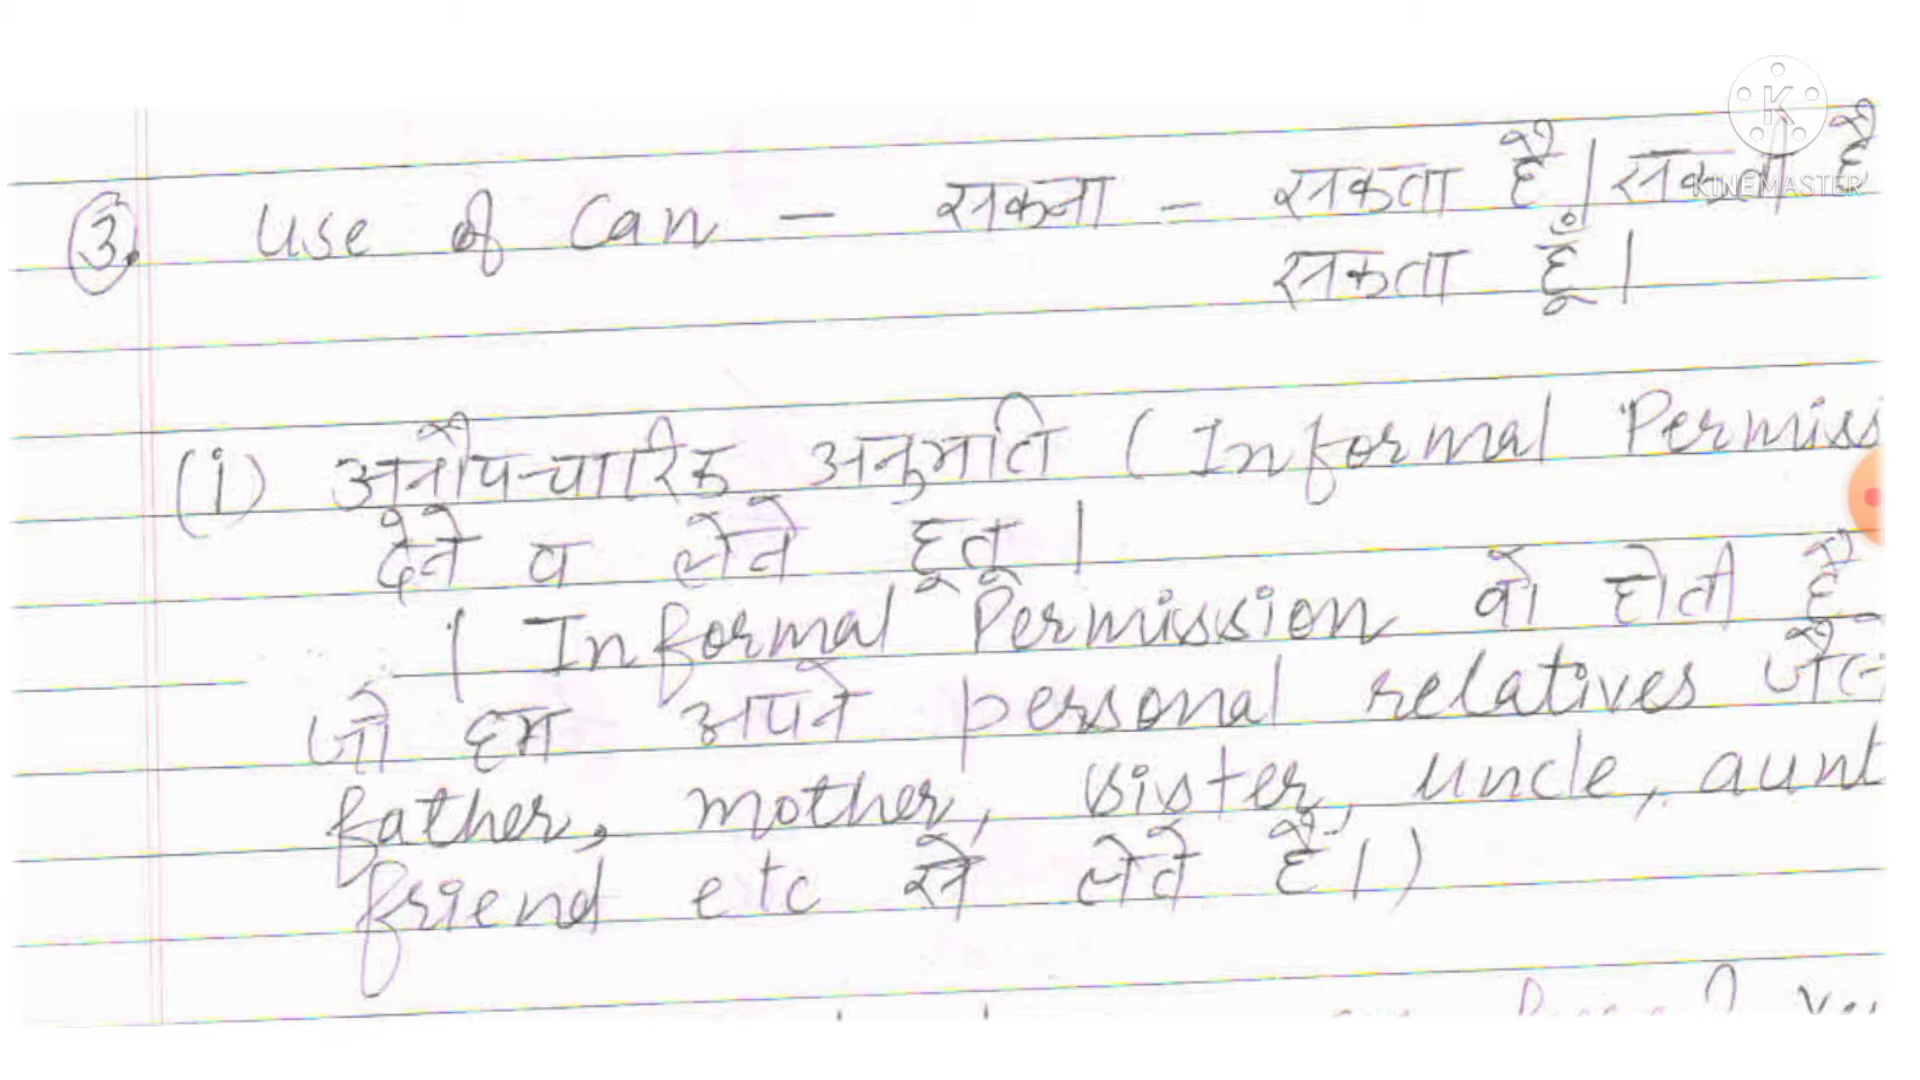 3. Use of Can - सकना - सकता है। सकती है
सकता हूँ।
(i) अनौपचारिक अनुमति ( Informal Permiss
देने व लेने हेतु।
( Informal Permission वो होती है
जो हम अपने personal relatives जैसे
father, mother, sister, uncle, aunt
friend etc से लेते हैं।)
KINEMASTER